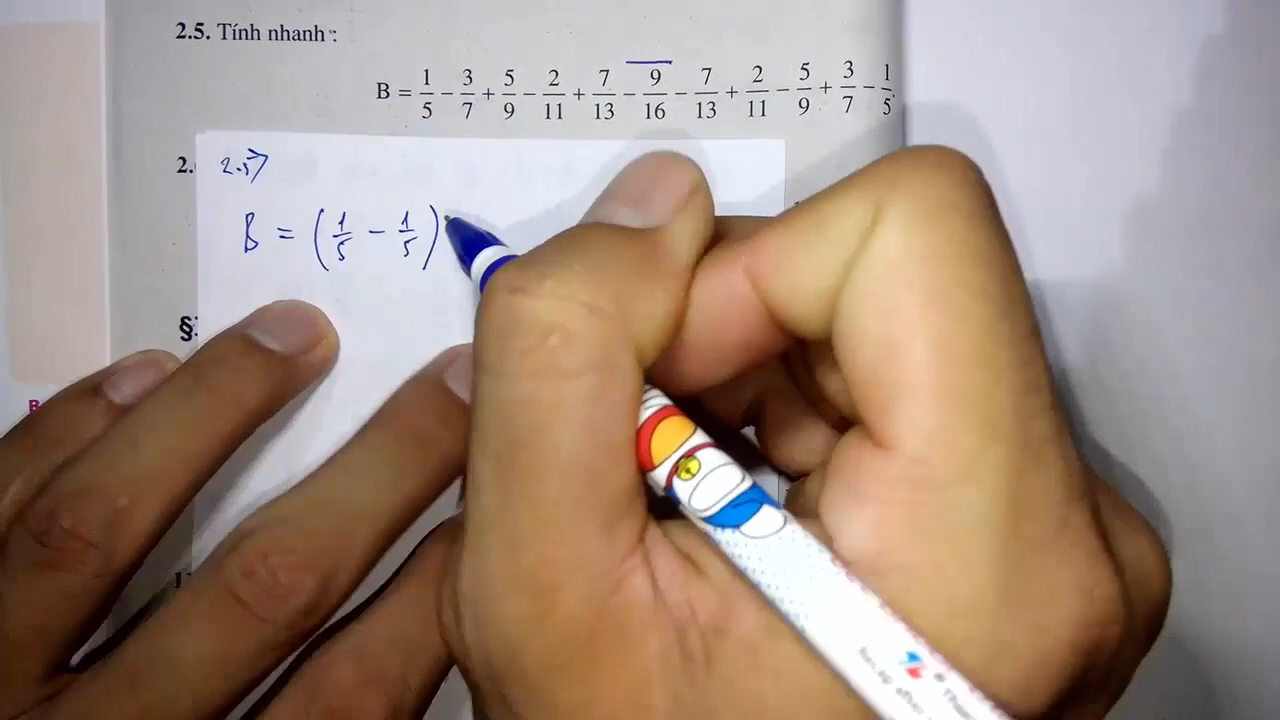 2.5. Tính nhanh :
B = 1/5 - 3/7 + 5/9 - 2/11 + 7/13 - 9/16 - 7/13 + 2/11 - 5/9 + 3/7 - 1/5.
2.
2.5
B = (1/5 - 1/5)
§
B
1